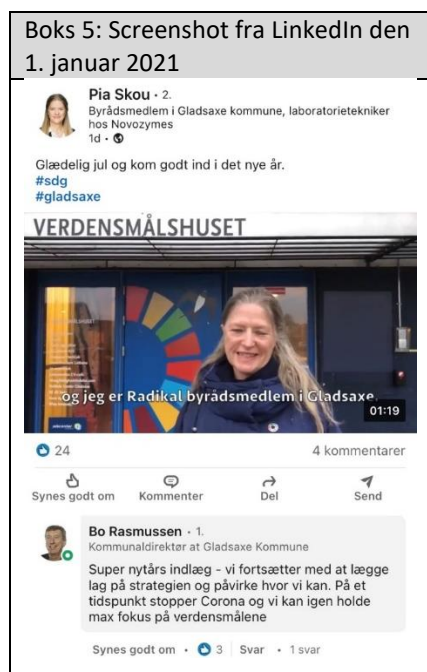 Boks 5: Screenshot fra LinkedIn den
1. januar 2021
Pia Skou · 2.
Byrådsmedlem i Gladsaxe kommune, laboratorietekniker
hos Novozymes
1d ·
Glædelig jul og kom godt ind i det nye år.
#sdg
#gladsaxe
VERDENSMÅLSHUSET
...og jeg er Radikal byrådsmedlem i Gladsaxe.
01:19
24
4 kommentarer
Synes godt om
Kommenter
Del
Send
Bo Rasmussen · 1.
Kommunaldirektør at Gladsaxe Kommune
Super nytårs indlæg - vi fortsætter med at lægge
lag på strategien og påvirke hvor vi kan. På et
tidspunkt stopper Corona og vi kan igen holde
max fokus på verdensmålene
Synes godt om · 3 | Svar · 1 svar